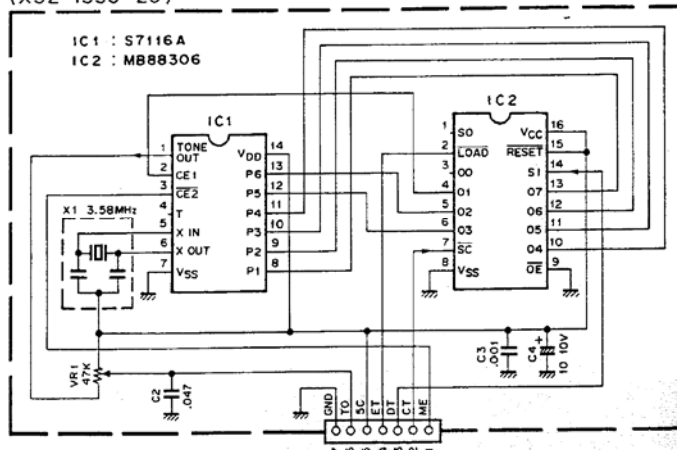 IC1 : S7116A
IC2 : MB88306
IC1
1 TONE OUT
2 CE1
3 CE2
4 T
5 X IN
6 X OUT
7 VSS
VDD 14
P6 13
P5 12
P4 11
P3 10
P2 9
P1 8
X1 3.58MHz
IC2
1 SO
2 LOAD
3 OO
4 O1
5 O2
6 O3
7 SC
8 VSS
VCC 16
RESET 15
SI 14
O7 13
O6 12
O5 11
O4 10
OE 9
VR1
47K
C2
.047
C3
.001
C4 +
10 10V
GND
TO
5C
ET
DT
CT
ME